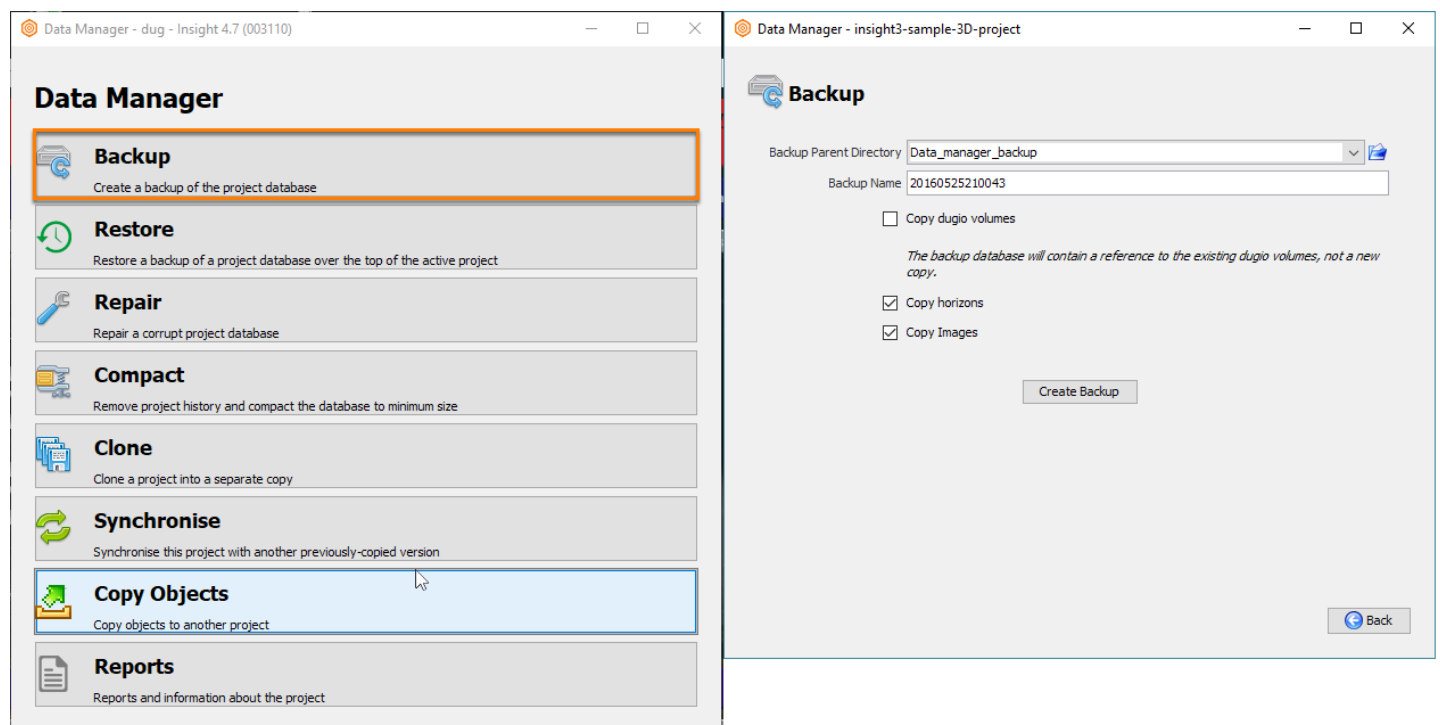 Data Manager - dug - Insight 4.7 (003110)
Data Manager
Backup
Create a backup of the project database
Restore
Restore a backup of a project database over the top of the active project
Repair
Repair a corrupt project database
Compact
Remove project history and compact the database to minimum size
Clone
Clone a project into a separate copy
Synchronise
Synchronise this project with another previously-copied version
Copy Objects
Copy objects to another project
Reports
Reports and information about the project
Data Manager - insight3-sample-3D-project
Backup
Backup Parent Directory Data_manager_backup
Backup Name 20160525210043
Copy dugio volumes
The backup database will contain a reference to the existing dugio volumes, not a new
copy.
Copy horizons
Copy Images
Create Backup
Back